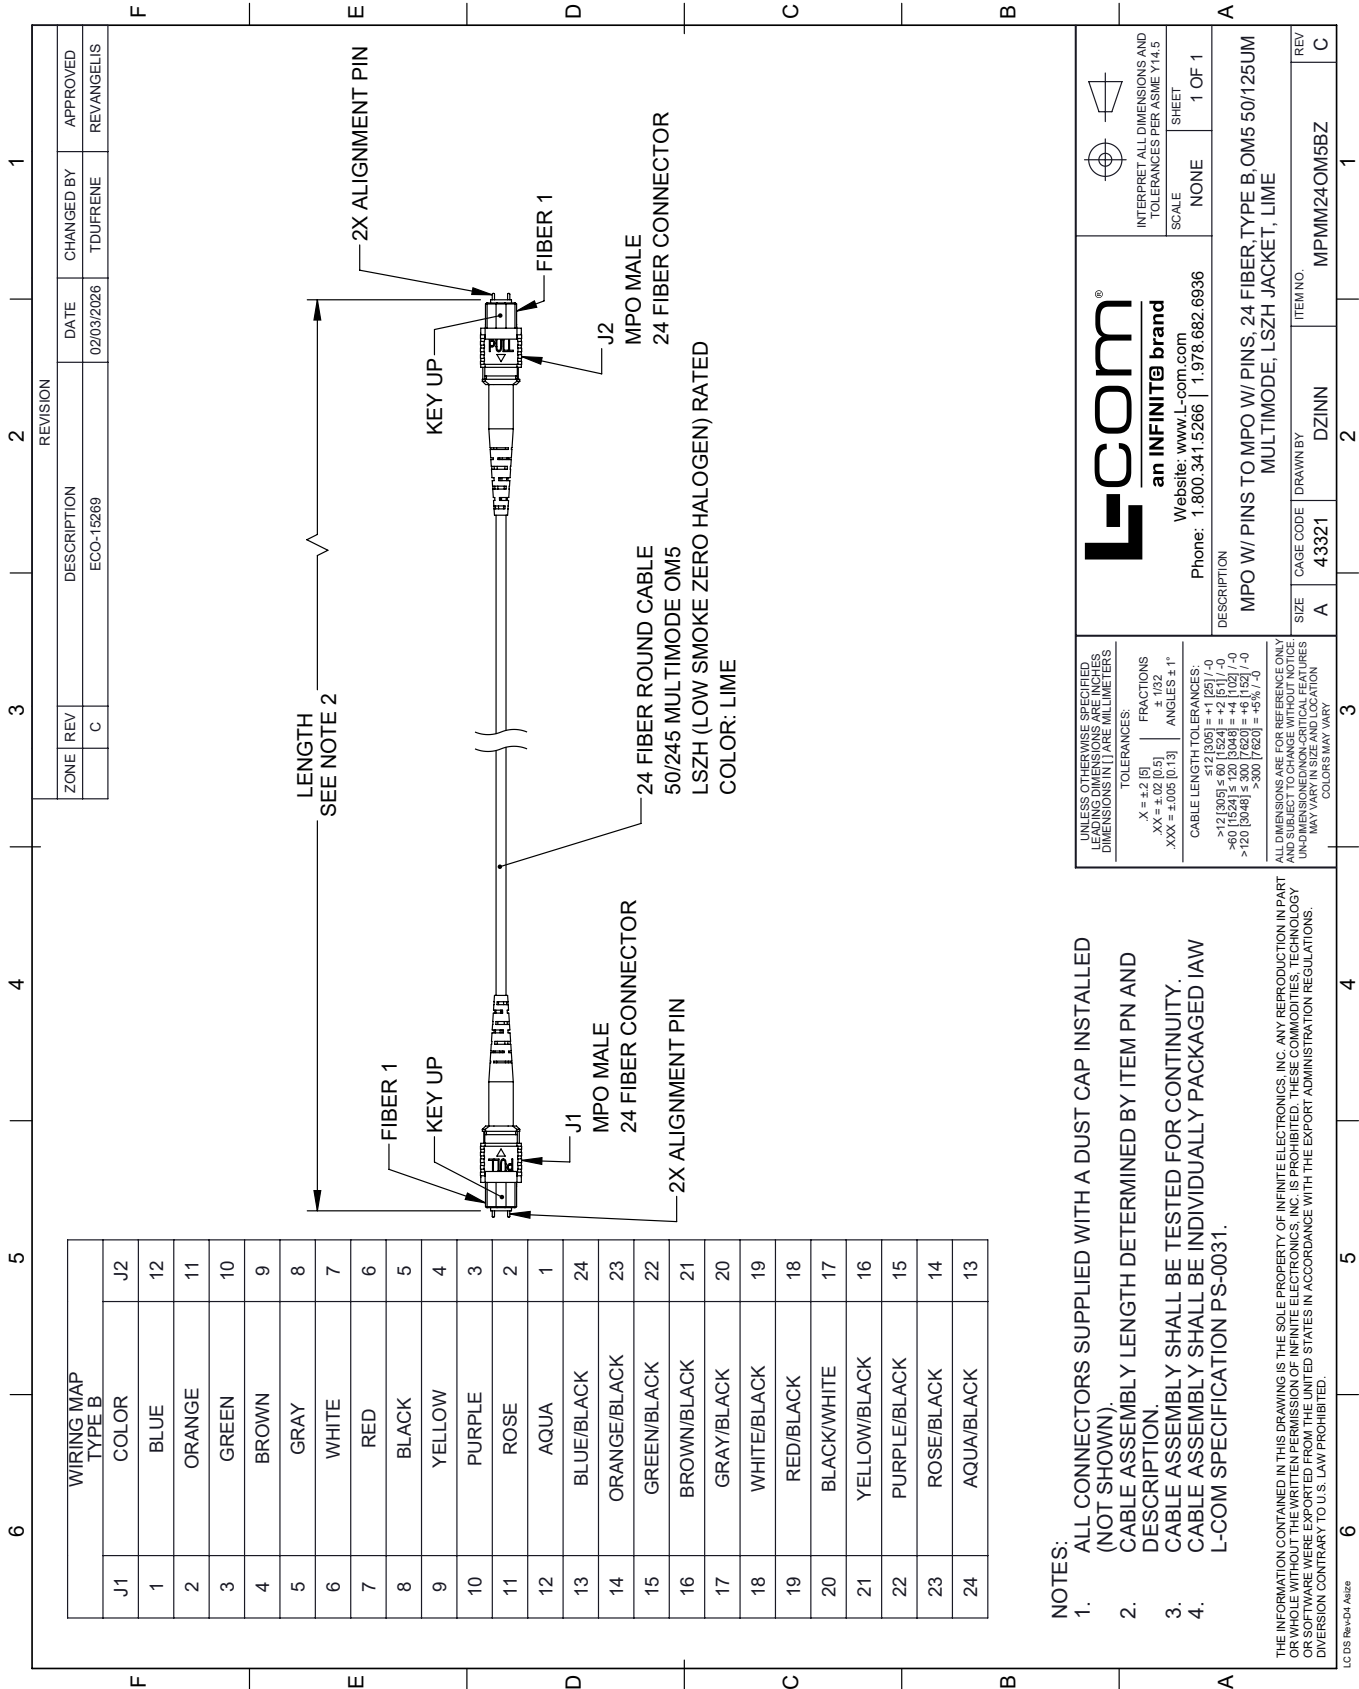 6
5
4
3
2
1
F
E
D
C
B
A
REVISION
ZONE REV DESCRIPTION DATE CHANGED BY APPROVED
C ECO-15269 02/03/2026 TDUFRENE REVANGELIS
WIRING MAP
TYPE B
J1 COLOR J2
1 BLUE 12
2 ORANGE 11
3 GREEN 10
4 BROWN 9
5 GRAY 8
6 WHITE 7
7 RED 6
8 BLACK 5
9 YELLOW 4
10 PURPLE 3
11 ROSE 2
12 AQUA 1
13 BLUE/BLACK 24
14 ORANGE/BLACK 23
15 GREEN/BLACK 22
16 BROWN/BLACK 21
17 GRAY/BLACK 20
18 WHITE/BLACK 19
19 RED/BLACK 18
20 BLACK/WHITE 17
21 YELLOW/BLACK 16
22 PURPLE/BLACK 15
23 ROSE/BLACK 14
24 AQUA/BLACK 13
LENGTH
SEE NOTE 2
FIBER 1
KEY UP
PULL
J1
MPO MALE
24 FIBER CONNECTOR
2X ALIGNMENT PIN
24 FIBER ROUND CABLE
50/245 MULTIMODE OM5
LSZH (LOW SMOKE ZERO HALOGEN) RATED
COLOR: LIME
2X ALIGNMENT PIN
KEY UP
PULL
FIBER 1
J2
MPO MALE
24 FIBER CONNECTOR
NOTES:
1. ALL CONNECTORS SUPPLIED WITH A DUST CAP INSTALLED
(NOT SHOWN).
2. CABLE ASSEMBLY LENGTH DETERMINED BY ITEM PN AND
DESCRIPTION.
3. CABLE ASSEMBLY SHALL BE TESTED FOR CONTINUITY.
4. CABLE ASSEMBLY SHALL BE INDIVIDUALLY PACKAGED IAW
L-COM SPECIFICATION PS-0031.
THE INFORMATION CONTAINED IN THIS DRAWING IS THE SOLE PROPERTY OF INFINITE ELECTRONICS, INC. ANY REPRODUCTION IN PART
OR WHOLE WITHOUT THE WRITTEN PERMISSION OF INFINITE ELECTRONICS, INC. IS PROHIBITED. THESE COMMODITIES, TECHNOLOGY
OR SOFTWARE WERE EXPORTED FROM THE UNITED STATES IN ACCORDANCE WITH THE EXPORT ADMINISTRATION REGULATIONS.
DIVERSION CONTRARY TO U.S. LAW PROHIBITED.
UNLESS OTHERWISE SPECIFIED
LEADING DIMENSIONS ARE INCHES
DIMENSIONS IN [ ] ARE MILLIMETERS
TOLERANCES:
.X = ±.2 [5] FRACTIONS
.XX = ±.02 [0.5] ± 1/32
.XXX = ±.005 [0.13] ANGLES ± 1°
CABLE LENGTH TOLERANCES:
≤12 [305] = +1 [25] / -0
>12 [305] ≤ 60 [1524] = +2 [51] / -0
>60 [1524] ≤ 120 [3048] = +4 [102] / -0
>120 [3048] ≤ 300 [7620] = +6 [152] / -0
>300 [7620] = +5% / -0
ALL DIMENSIONS ARE FOR REFERENCE ONLY
AND SUBJECT TO CHANGE WITHOUT NOTICE.
UN-DIMENSIONED/NON-CRITICAL FEATURES
MAY VARY IN SIZE AND LOCATION
COLORS MAY VARY
L-com®
an INFINITe brand
Website: www.L-com.com
Phone: 1.800.341.5266 | 1.978.682.6936
INTERPRET ALL DIMENSIONS AND
TOLERANCES PER ASME Y14.5
SCALE NONE
SHEET 1 OF 1
DESCRIPTION
MPO W/ PINS TO MPO W/ PINS, 24 FIBER,TYPE B,OM5 50/125UM
MULTIMODE, LSZH JACKET, LIME
SIZE A
CAGE CODE 43321
DRAWN BY DZINN
ITEM NO. MPMM24OM5BZ
REV C
LC DS Rev-D4 Asize
6
5
4
3
2
1
F
E
D
C
B
A